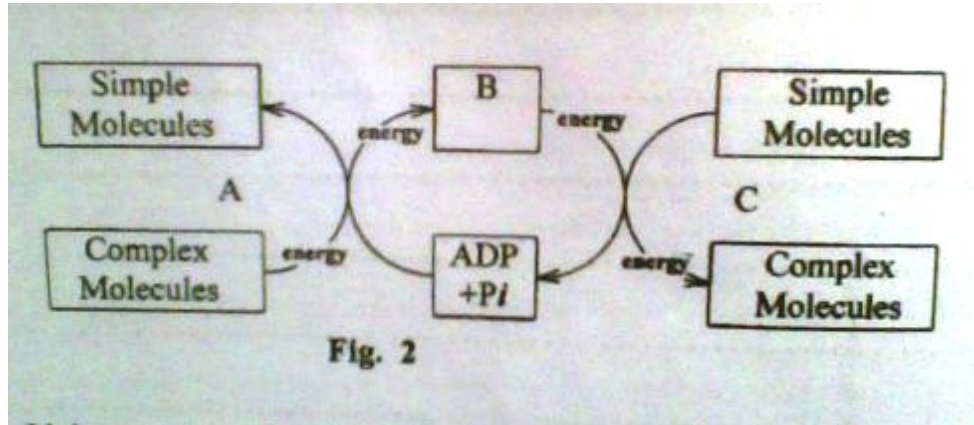 Simple
Molecules
energy
B
energy
Simple
Molecules
A
C
Complex
Molecules
energy
ADP
+Pi
energy
Complex
Molecules
Fig. 2